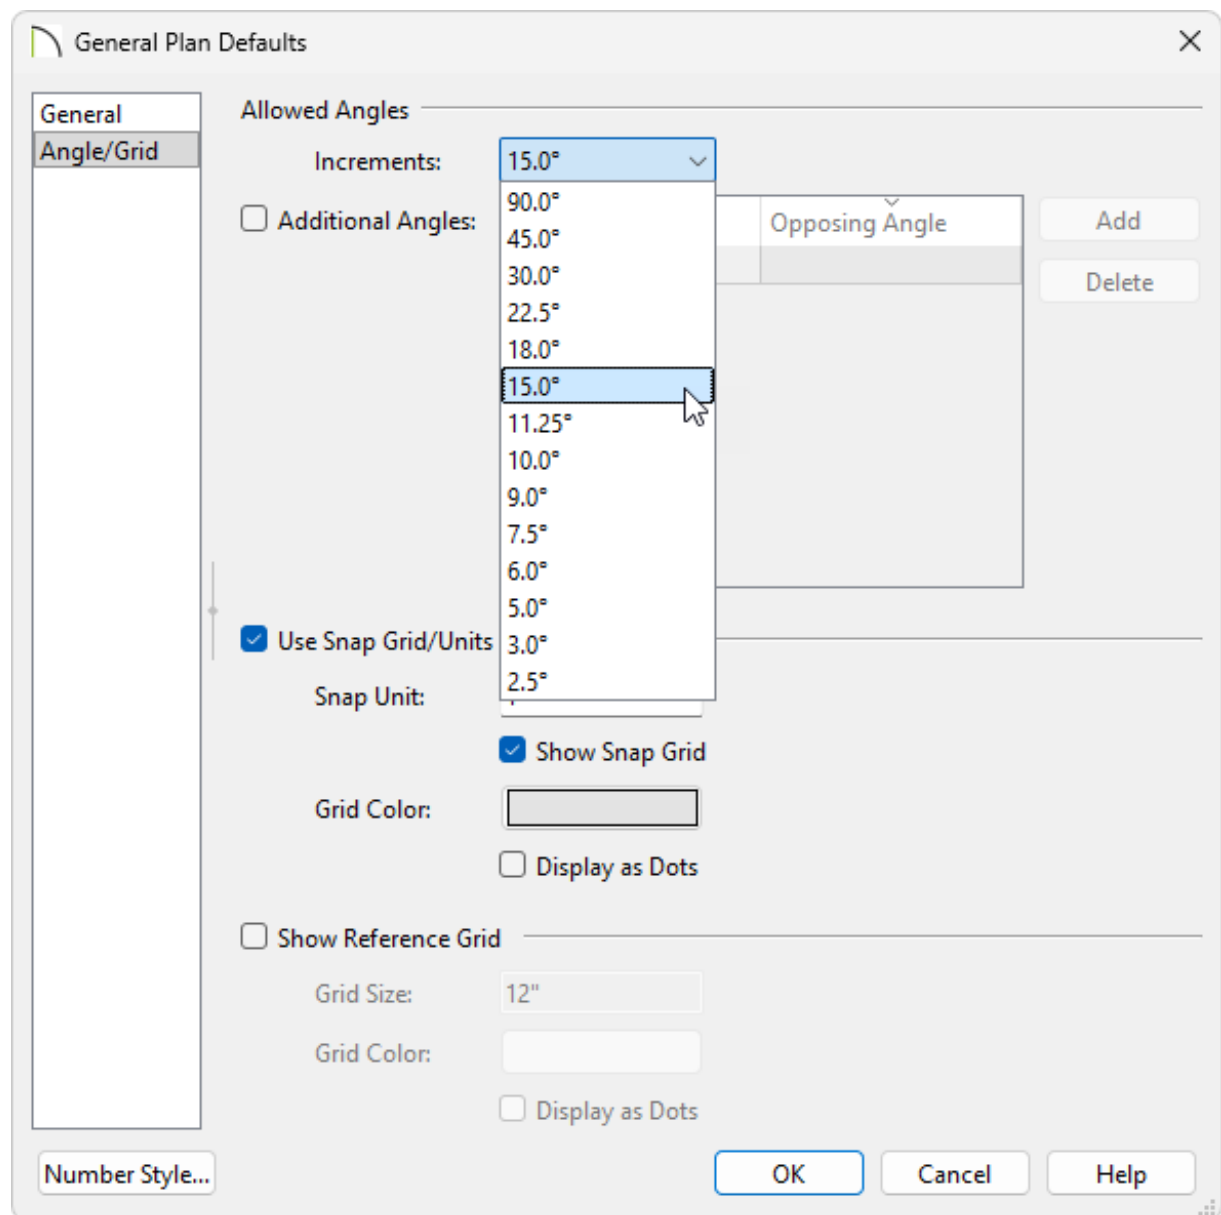 General Plan Defaults
General
Angle/Grid
Allowed Angles
Increments: 15.0°
90.0°
45.0°
30.0°
22.5°
18.0°
15.0°
11.25°
10.0°
9.0°
7.5°
6.0°
5.0°
3.0°
2.5°
Additional Angles:
Opposing Angle
Add
Delete
Use Snap Grid/Units
Snap Unit:
Show Snap Grid
Grid Color:
Display as Dots
Show Reference Grid
Grid Size: 12"
Grid Color:
Display as Dots
Number Style...
OK
Cancel
Help